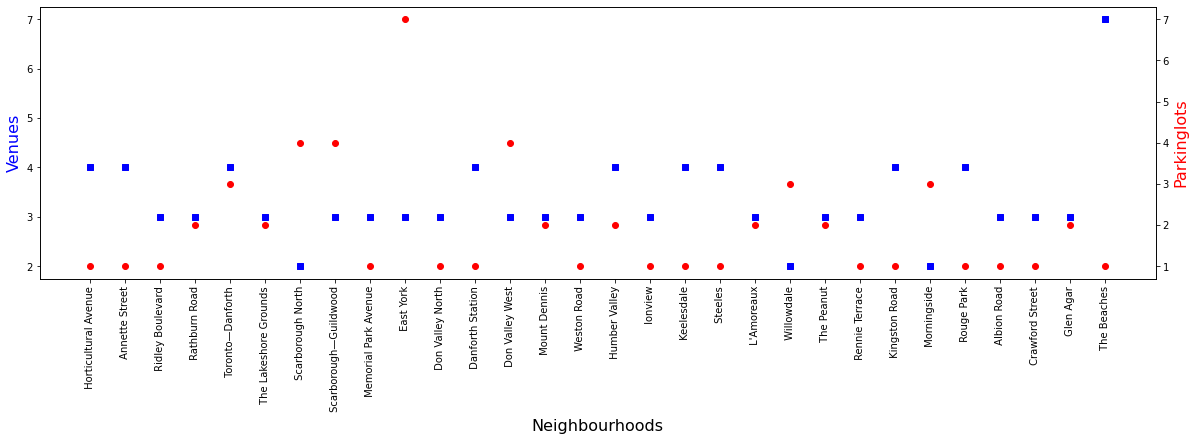 Venues
7
6
5
4
3
2
7
6
5
4
3
2
1
Parkinglots
Horticultural Avenue
Annette Street
Ridley Boulevard
Rathburn Road
Toronto—Danforth
The Lakeshore Grounds
Scarborough North
Scarborough—Guildwood
Memorial Park Avenue
East York
Don Valley North
Danforth Station
Don Valley West
Mount Dennis
Weston Road
Humber Valley
Ionview
Keelesdale
Steeles
L'Amoreaux
Willowdale
The Peanut
Rennie Terrace
Kingston Road
Morningside
Rouge Park
Albion Road
Crawford Street
Glen Agar
The Beaches
Neighbourhoods